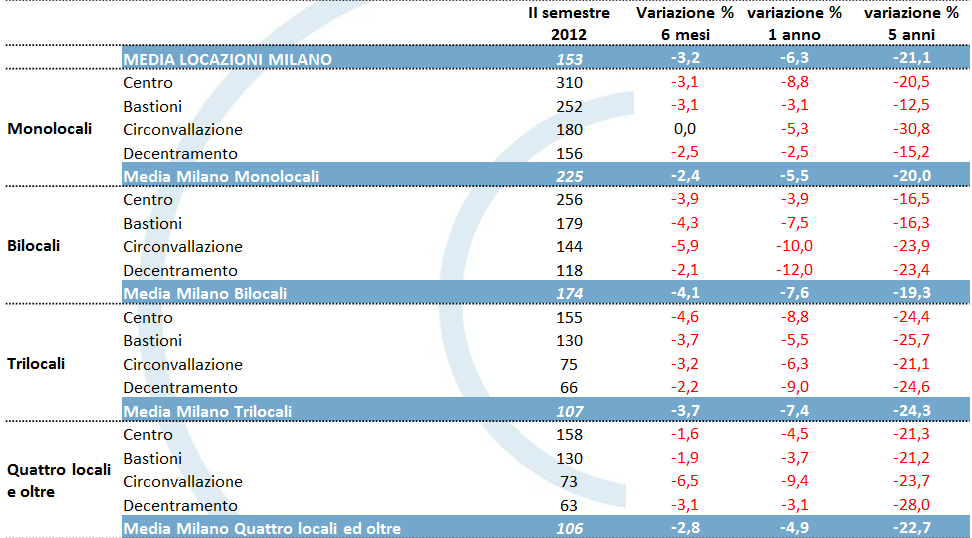 II semestre Variazione % variazione % variazione %
2012 6 mesi 1 anno 5 anni
MEDIA LOCAZIONI MILANO 153 -3,2 -6,3 -21,1
Centro 310 -3,1 -8,8 -20,5
Bastioni 252 -3,1 -3,1 -12,5
Monolocali Circonvallazione 180 0,0 -5,3 -30,8
Decentramento 156 -2,5 -2,5 -15,2
Media Milano Monolocali 225 -2,4 -5,5 -20,0
Centro 256 -3,9 -3,9 -16,5
Bastioni 179 -4,3 -7,5 -16,3
Bilocali Circonvallazione 144 -5,9 -10,0 -23,9
Decentramento 118 -2,1 -12,0 -23,4
Media Milano Bilocali 174 -4,1 -7,6 -19,3
Centro 155 -4,6 -8,8 -24,4
Bastioni 130 -3,7 -5,5 -25,7
Trilocali Circonvallazione 75 -3,2 -6,3 -21,1
Decentramento 66 -2,2 -9,0 -24,6
Media Milano Trilocali 107 -3,7 -7,4 -24,3
Centro 158 -1,6 -4,5 -21,3
Bastioni 130 -1,9 -3,7 -21,2
Quattro locali
e oltre
Circonvallazione 73 -6,5 -9,4 -23,7
Decentramento 63 -3,1 -3,1 -28,0
Media Milano Quattro locali ed oltre 106 -2,8 -4,9 -22,7